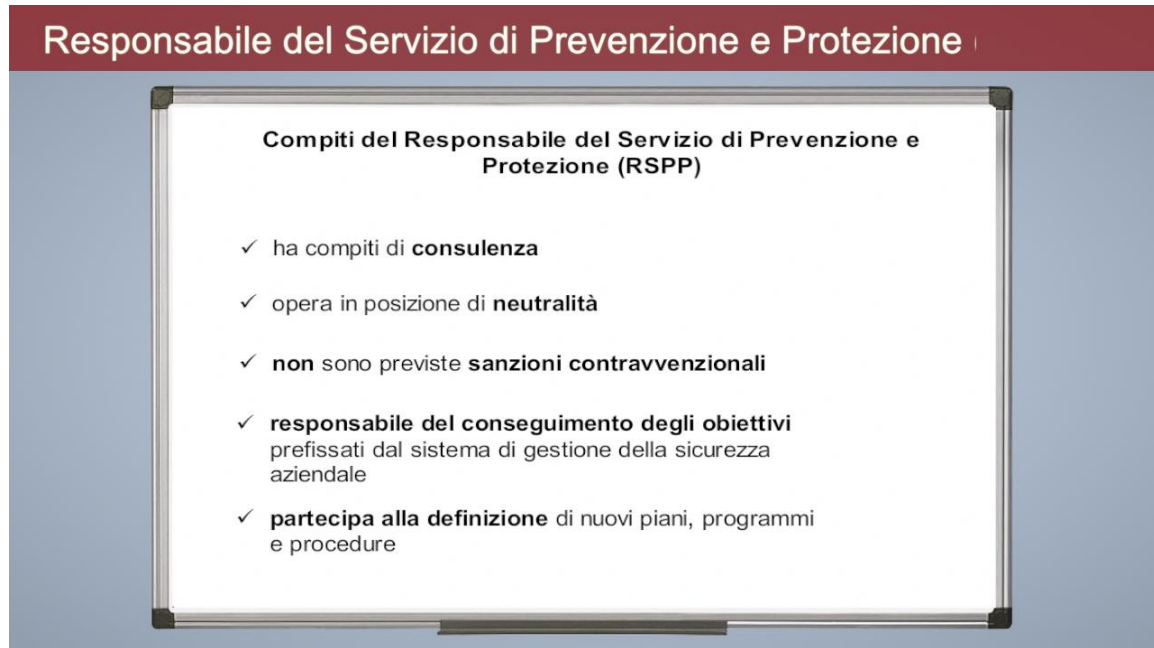 Responsabile del Servizio di Prevenzione e Protezione
Compiti del Responsabile del Servizio di Prevenzione e
Protezione (RSPP)
✓ ha compiti di consulenza
✓ opera in posizione di neutralità
✓ non sono previste sanzioni contravvenzionali
✓ responsabile del conseguimento degli obiettivi
prefissati dal sistema di gestione della sicurezza
aziendale
✓ partecipa alla definizione di nuovi piani, programmi
e procedure